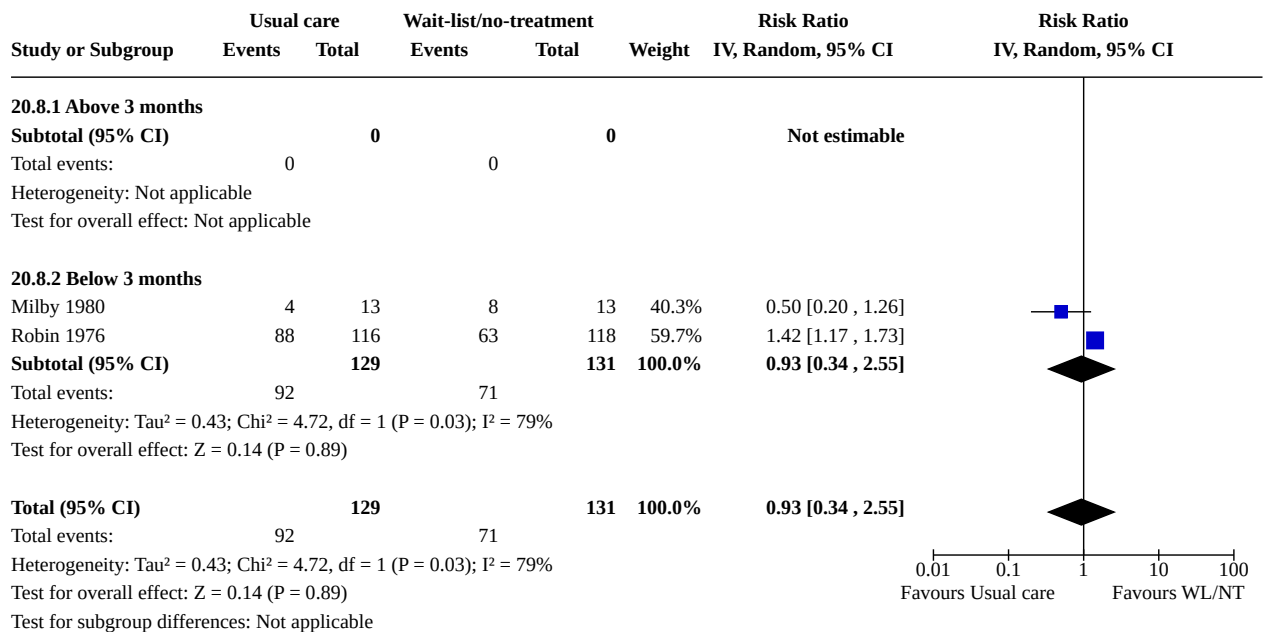 Usual care Wait-list/no-treatment Risk Ratio Risk Ratio
Study or Subgroup Events Total Events Total Weight IV, Random, 95% CI IV, Random, 95% CI
20.8.1 Above 3 months
Subtotal (95% CI) 0 0 Not estimable
Total events: 0 0
Heterogeneity: Not applicable
Test for overall effect: Not applicable
20.8.2 Below 3 months
Milby 1980 4 13 8 13 40.3% 0.50 [0.20 , 1.26]
Robin 1976 88 116 63 118 59.7% 1.42 [1.17 , 1.73]
Subtotal (95% CI) 129 131 100.0% 0.93 [0.34 , 2.55]
Total events: 92 71
Heterogeneity: Tau² = 0.43; Chi² = 4.72, df = 1 (P = 0.03); I² = 79%
Test for overall effect: Z = 0.14 (P = 0.89)
Total (95% CI) 129 131 100.0% 0.93 [0.34 , 2.55]
Total events: 92 71
Heterogeneity: Tau² = 0.43; Chi² = 4.72, df = 1 (P = 0.03); I² = 79%
0.01 0.1 1 10 100
Test for overall effect: Z = 0.14 (P = 0.89) Favours Usual care Favours WL/NT
Test for subgroup differences: Not applicable